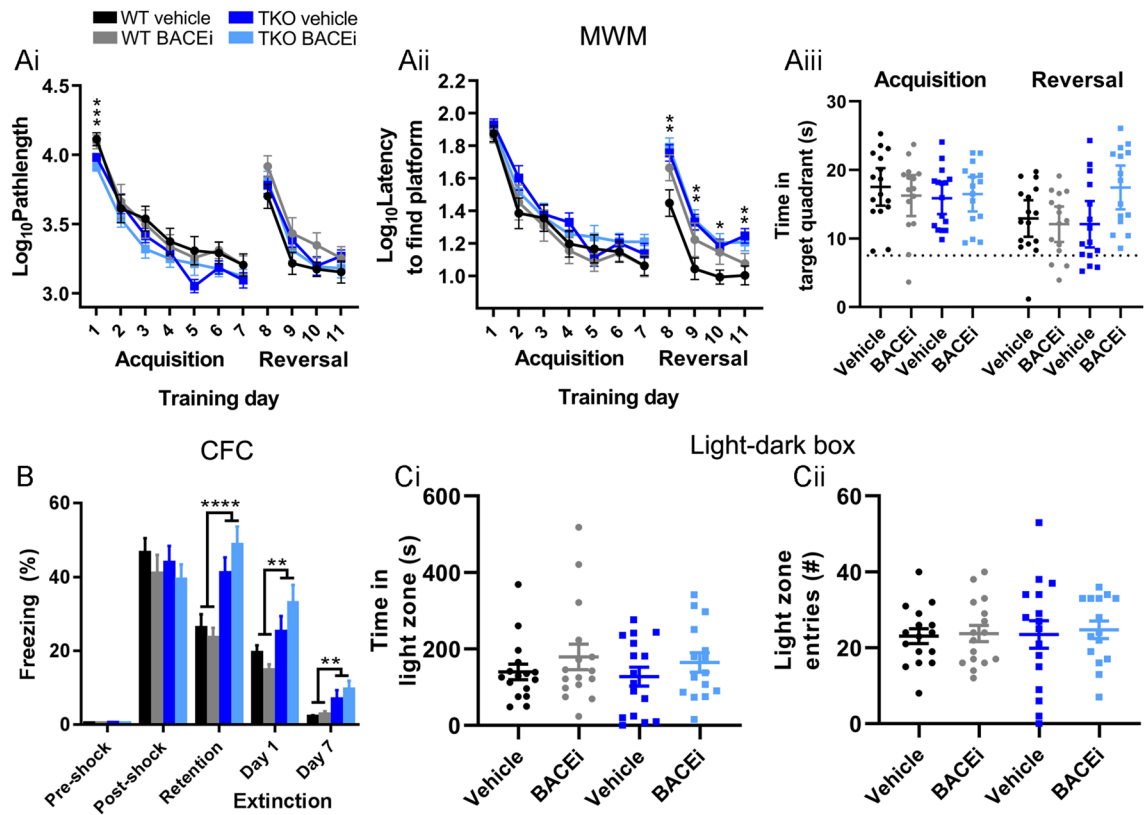 WT vehicle
TKO vehicle
WT BACEi
TKO BACEi
MWM
Ai
Log10Pathlength
4.5
4.0
3.5
3.0
***
1 2 3 4 5 6 7 8 9 10 11
Acquisition Reversal
Training day
Aii
Log10Latency
to find platform
2.2
2.0
1.8
1.6
1.4
1.2
1.0
**
**
*
**
1 2 3 4 5 6 7 8 9 10 11
Acquisition Reversal
Training day
Aiii
Acquisition Reversal
Time in
target quadrant (s)
30
20
10
0
Vehicle BACEi Vehicle BACEi Vehicle BACEi Vehicle BACEi
CFC
B
Freezing (%)
60
40
20
0
****
**
**
Pre-shock Post-shock Retention Day 1 Day 7
Extinction
Light-dark box
Ci
Time in
light zone (s)
600
400
200
0
Vehicle BACEi Vehicle BACEi
Cii
Light zone
entries (#)
60
40
20
0
Vehicle BACEi Vehicle BACEi